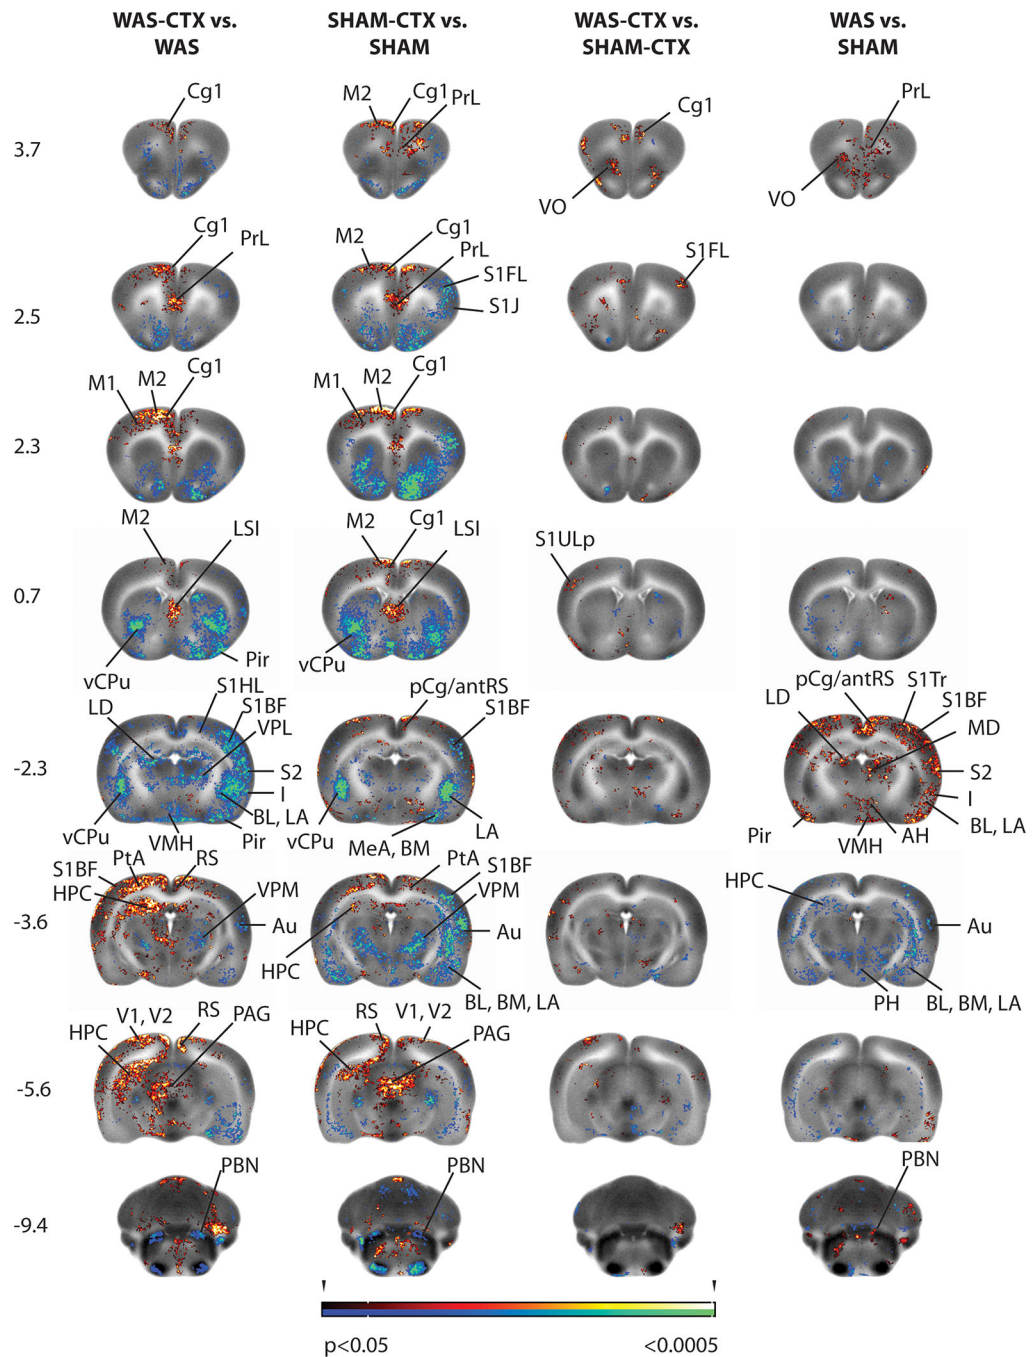 WAS-CTX vs. SHAM-CTX vs. WAS-CTX vs. WAS vs.
WAS SHAM SHAM-CTX SHAM
Cg1 M2 Cg1 PrL Cg1 PrL
3.7
VO VO
Cg1 PrL M2 Cg1 PrL S1FL S1J S1FL
2.5
M1 M2 Cg1 M1 M2 Cg1
2.3
M2 LSI M2 Cg1 LSI S1ULp
0.7
vCPu Pir vCPu
S1HL pCg/antRS pCg/antRS S1Tr
LD S1BF S1BF LD S1BF
VPL MD
-2.3
S2 S2
I I
BL, LA BL, LA
vCPu VMH Pir vCPu LA Pir VMH AH
MeA, BM
PtA RS PtA
S1BF S1BF
HPC VPM VPM HPC
-3.6
Au Au Au
HPC
BL, BM, LA PH BL, BM, LA
V1, V2 RS PAG RS V1, V2
HPC HPC PAG
-5.6
PBN PBN PBN
-9.4
p<0.05 <0.0005